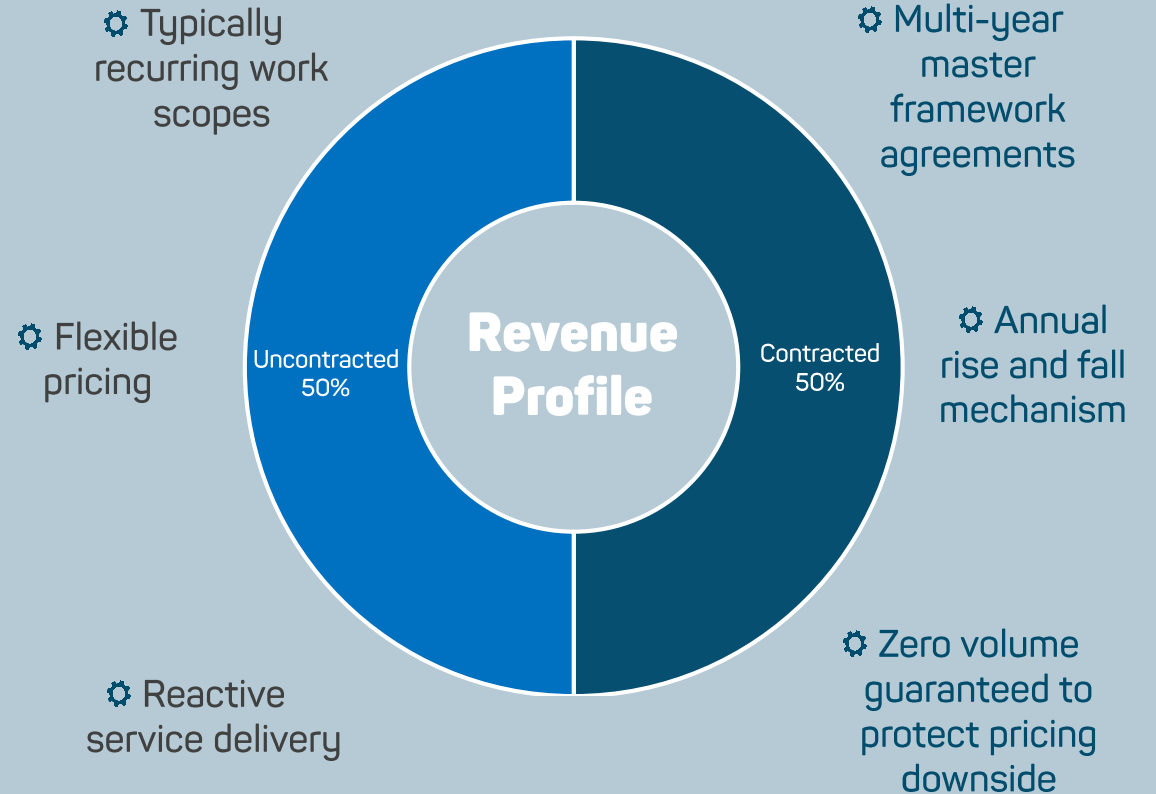 Typically
recurring work
scopes
Flexible
pricing
Reactive
service delivery
Uncontracted
50%
Revenue
Profile
Contracted
50%
Multi-year
master
framework
agreements
Annual
rise and fall
mechanism
Zero volume
guaranteed to
protect pricing
downside